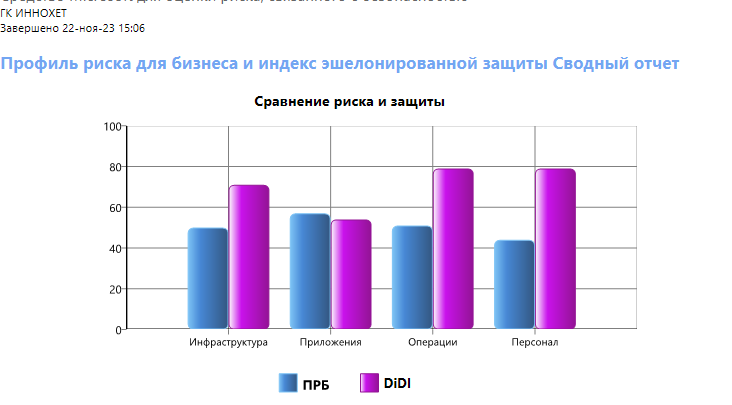 ГК ИННОХЕТ
Завершено 22-ноя-23 15:06
Профиль риска для бизнеса и индекс эшелонированной защиты Сводный отчет
Сравнение риска и защиты
100
80
60
40
20
0
Инфраструктура Приложения Операции Персонал
ПРБ DiDI